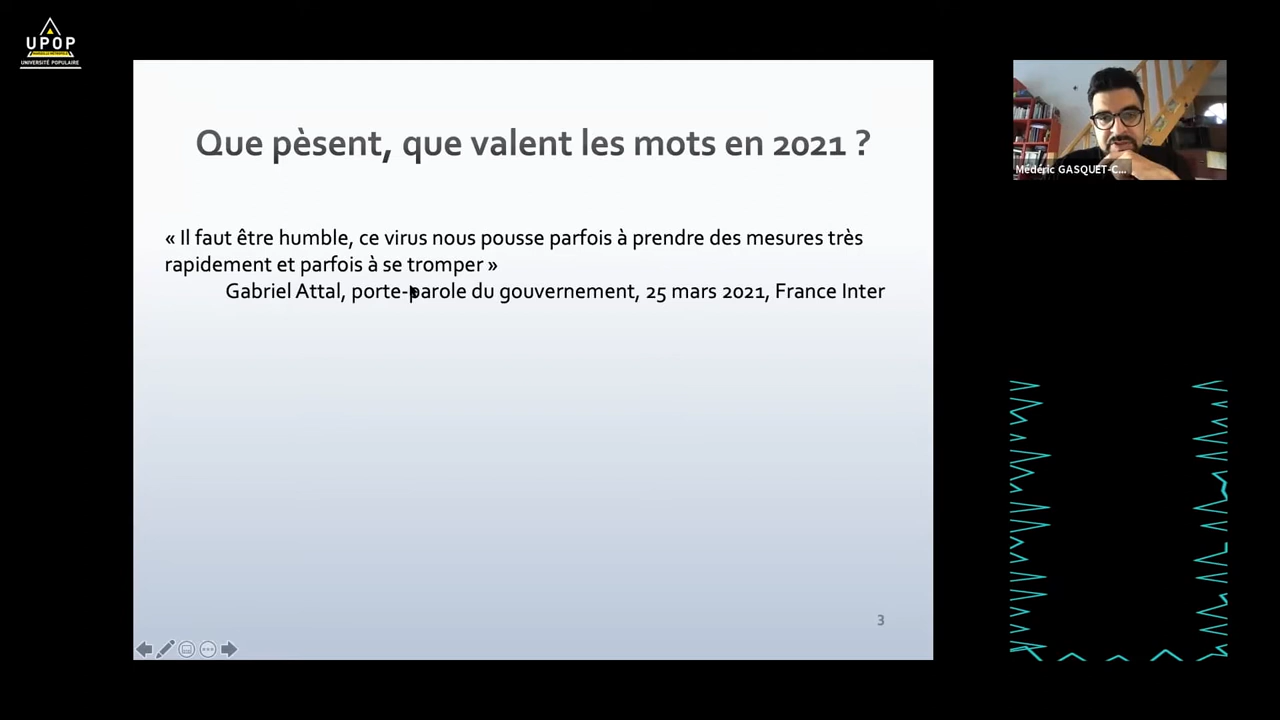 UPOP
UNIVERSITÉ POPULAIRE
Que pèsent, que valent les mots en 2021 ?
« Il faut être humble, ce virus nous pousse parfois à prendre des mesures très
rapidement et parfois à se tromper »
Gabriel Attal, porte-parole du gouvernement, 25 mars 2021, France Inter
3
Médéric GASQUET-C...